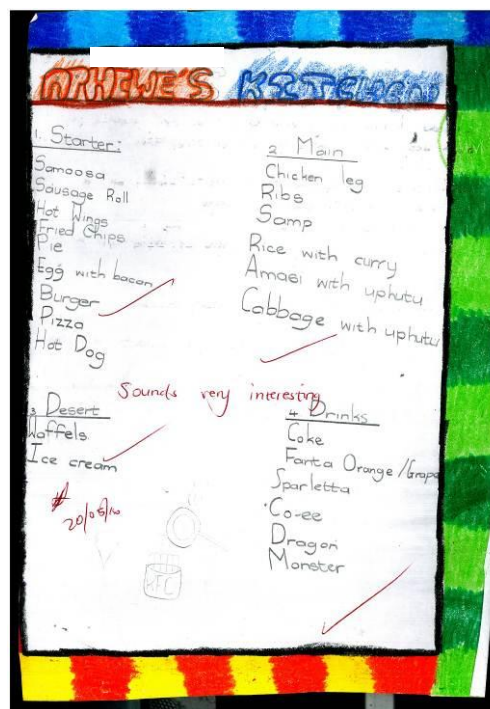 APHIWE'S KITCHEN
1. Starter:
Samoosa
Sausage Roll
Hot Wings
Fried Chips
Pie
Egg with bacon
Burger
Pizza
Hot Dog
2 Main
Chicken leg
Ribs
Samp
Rice with curry
Amasi with uphutu
Cabbage with uphutu
Sounds very interesting
3 Desert
Waffels
Ice cream
20/05/10
KFC
4 Drinks
Coke
Fanta Orange/Grape
Sparletta
Co-ee
Dragon
Monster